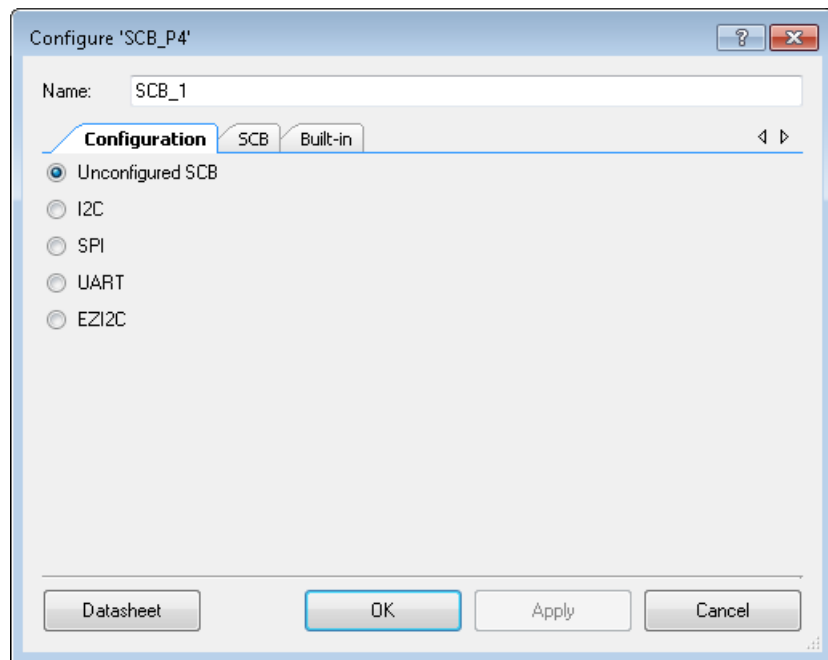 Configure 'SCB_P4'
Name: SCB_1
Configuration SCB Built-in
Unconfigured SCB
I2C
SPI
UART
EZI2C
Datasheet OK Apply Cancel